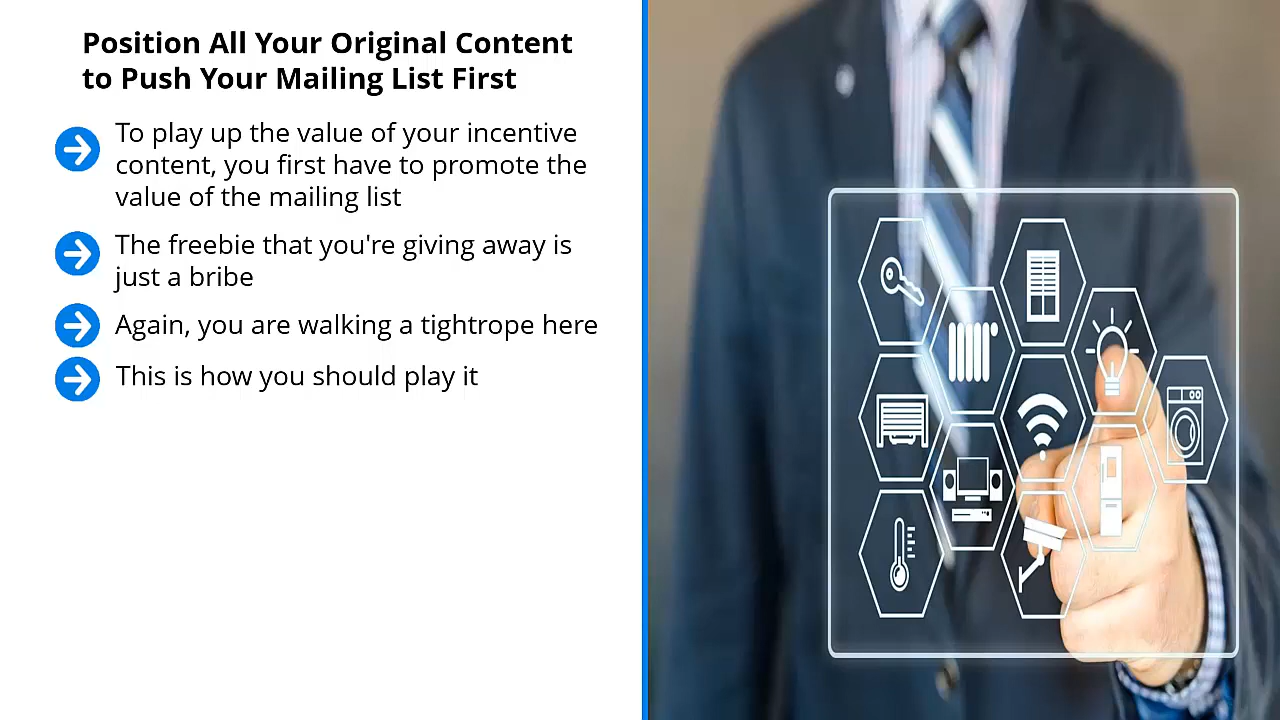 Position All Your Original Content
to Push Your Mailing List First
To play up the value of your incentive
content, you first have to promote the
value of the mailing list
The freebie that you're giving away is
just a bribe
Again, you are walking a tightrope here
This is how you should play it